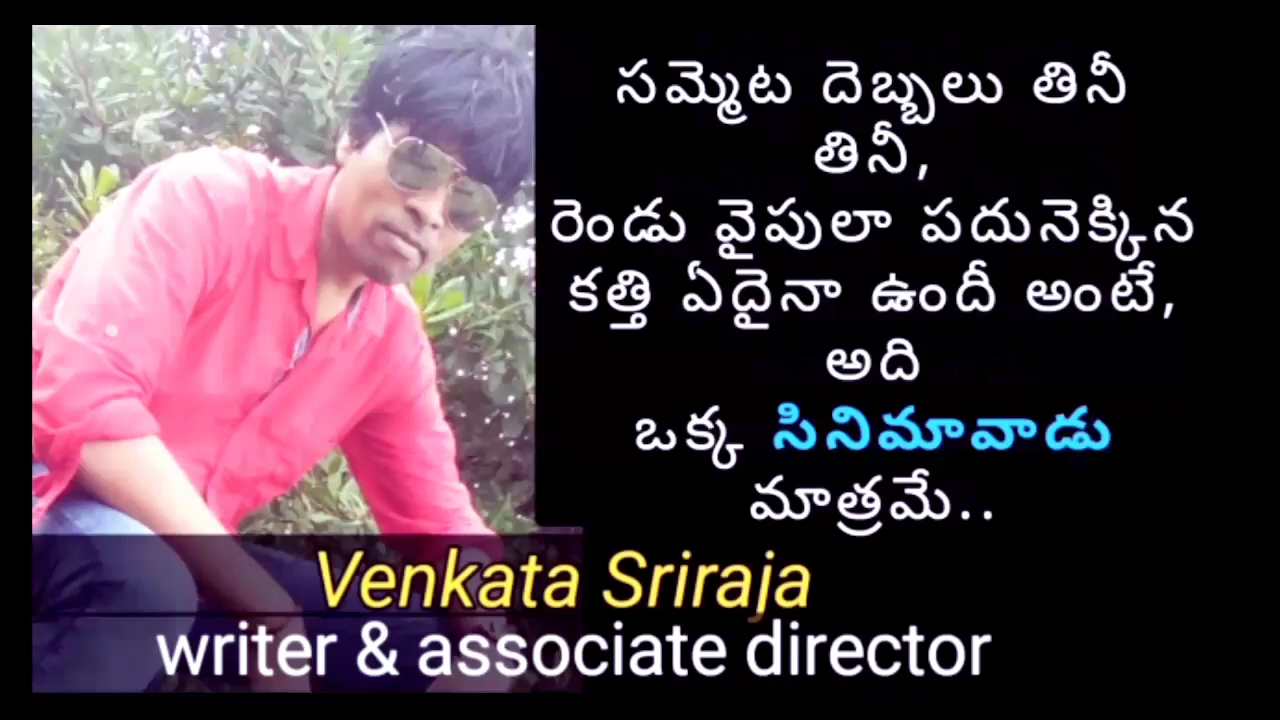 సమ్మెట దెబ్బలు తినీ
తినీ,
రెండు వైపులా పదునెక్కిన
కత్తి ఏదైనా ఉందీ అంటే,
అది
ఒక్క సినిమావాడు
మాత్రమే..
Venkata Sriraja
writer & associate director